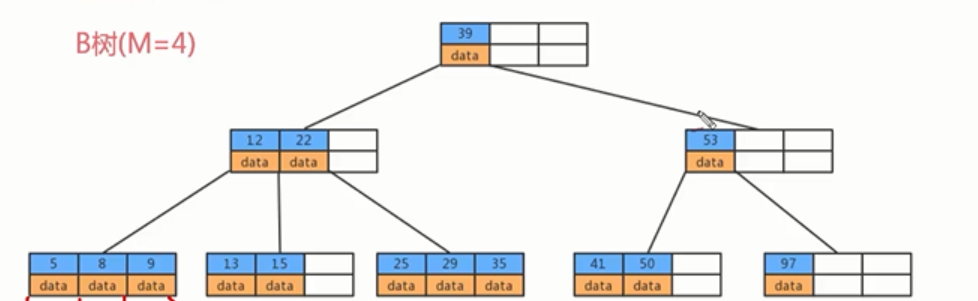 B树(M=4)
39
data
12 22
data data
53
data
5 8 9
data data data
13 15
data data
25 29 35
data data data
41 50
data data
97
data